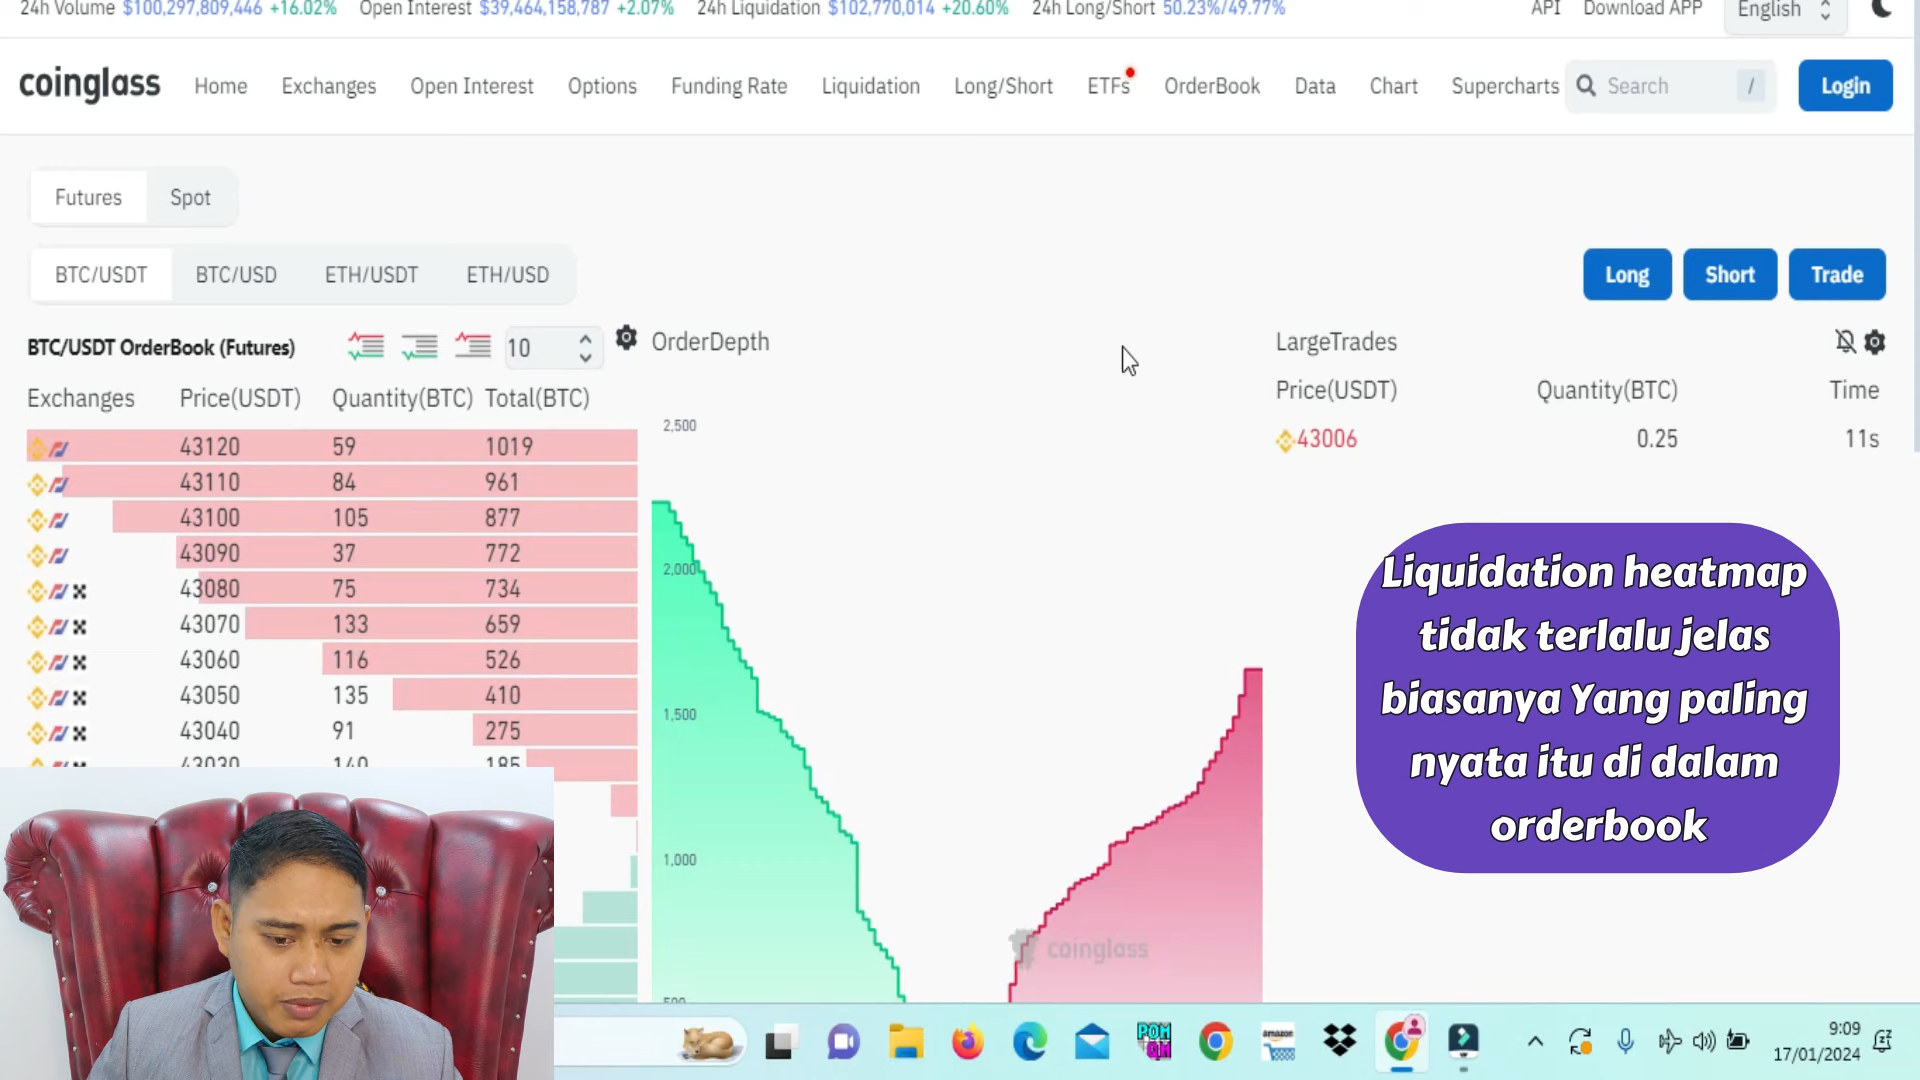 24h Volume $100,297,809,446 +16.02% Open Interest $39,464,158,787 +2.07% 24h Liquidation $102,770,014 +20.60% 24h Long/Short 50.23%/49.77% API Download APP English
coinglass Home Exchanges Open Interest Options Funding Rate Liquidation Long/Short ETFs OrderBook Data Chart Supercharts Search / Login
Futures Spot
BTC/USDT BTC/USD ETH/USDT ETH/USD Long Short Trade
BTC/USDT OrderBook (Futures) 10 OrderDepth LargeTrades
Exchanges Price(USDT) Quantity(BTC) Total(BTC)
43120 59 1019
43110 84 961
43100 105 877
43090 37 772
43080 75 734
43070 133 659
43060 116 526
43050 135 410
43040 91 275
43030 140 185
2,500
2,000
1,500
1,000
500
coinglass
Price(USDT) Quantity(BTC) Time
43006 0.25 11s
Liquidation heatmap
tidak terlalu jelas
biasanya Yang paling
nyata itu di dalam
orderbook
amazon
9:09
17/01/2024